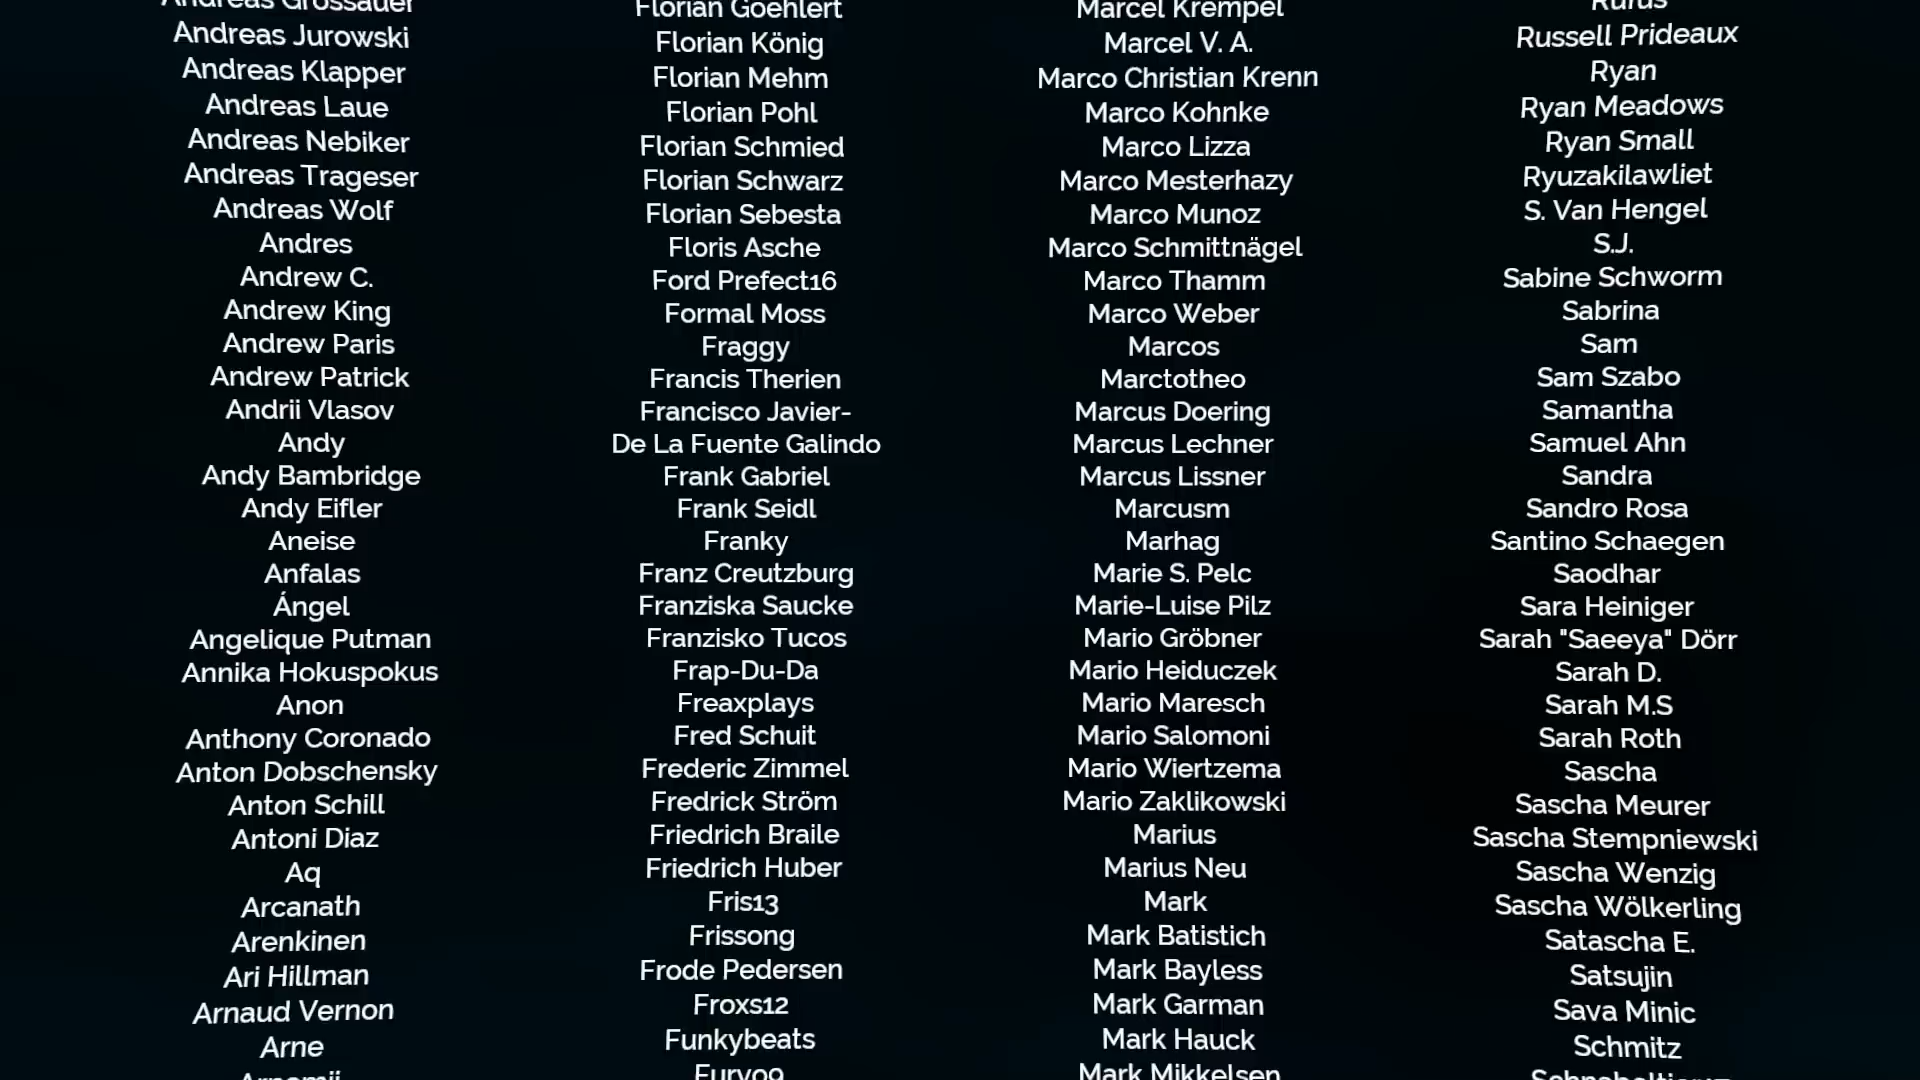 Andreas Grossauer
Andreas Jurowski
Andreas Klapper
Andreas Laue
Andreas Nebiker
Andreas Trageser
Andreas Wolf
Andres
Andrew C.
Andrew King
Andrew Paris
Andrew Patrick
Andrii Vlasov
Andy
Andy Bambridge
Andy Eifler
Aneise
Anfalas
Ángel
Angelique Putman
Annika Hokuspokus
Anon
Anthony Coronado
Anton Dobschensky
Anton Schill
Antoni Diaz
Aq
Arcanath
Arenkinen
Ari Hillman
Arnaud Vernon
Arne
Florian Goehlert
Florian König
Florian Mehm
Florian Pohl
Florian Schmied
Florian Schwarz
Florian Sebesta
Floris Asche
Ford Prefect16
Formal Moss
Fraggy
Francis Therien
Francisco Javier-
De La Fuente Galindo
Frank Gabriel
Frank Seidl
Franky
Franz Creutzburg
Franziska Saucke
Franzisko Tucos
Frap-Du-Da
Freaxplays
Fred Schuit
Frederic Zimmel
Fredrick Ström
Friedrich Braile
Friedrich Huber
Fris13
Frissong
Frode Pedersen
Froxs12
Funkybeats
Fury09
Marcel Krempel
Marcel V. A.
Marco Christian Krenn
Marco Kohnke
Marco Lizza
Marco Mesterhazy
Marco Munoz
Marco Schmittnägel
Marco Thamm
Marco Weber
Marcos
Marctotheo
Marcus Doering
Marcus Lechner
Marcus Lissner
Marcusm
Marhag
Marie S. Pelc
Marie-Luise Pilz
Mario Gröbner
Mario Heiduczek
Mario Maresch
Mario Salomoni
Mario Wiertzema
Mario Zaklikowski
Marius
Marius Neu
Mark
Mark Batistich
Mark Bayless
Mark Garman
Mark Hauck
Mark Mikkelsen
Rufus
Russell Prideaux
Ryan
Ryan Meadows
Ryan Small
Ryuzakilawliet
S. Van Hengel
S.J.
Sabine Schworm
Sabrina
Sam
Sam Szabo
Samantha
Samuel Ahn
Sandra
Sandro Rosa
Santino Schaegen
Saodhar
Sara Heiniger
Sarah "Saeeya" Dörr
Sarah D.
Sarah M.S
Sarah Roth
Sascha
Sascha Meurer
Sascha Stempniewski
Sascha Wenzig
Sascha Wölkerling
Satascha E.
Satsujin
Sava Minic
Schmitz